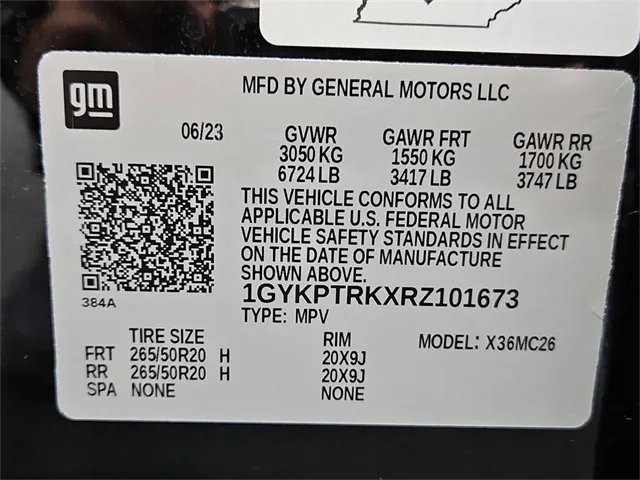 gm
MFD BY GENERAL MOTORS LLC
06/23 GVWR GAWR FRT GAWR RR
3050 KG 1550 KG 1700 KG
6724 LB 3417 LB 3747 LB
THIS VEHICLE CONFORMS TO ALL
APPLICABLE U.S. FEDERAL MOTOR
VEHICLE SAFETY STANDARDS IN EFFECT
ON THE DATE OF MANUFACTURE
SHOWN ABOVE.
384A
1GYKPTRKXRZ101673
TYPE: MPV
TIRE SIZE RIM MODEL: X36MC26
FRT 265/50R20 H 20X9J
RR 265/50R20 H 20X9J
SPA NONE NONE